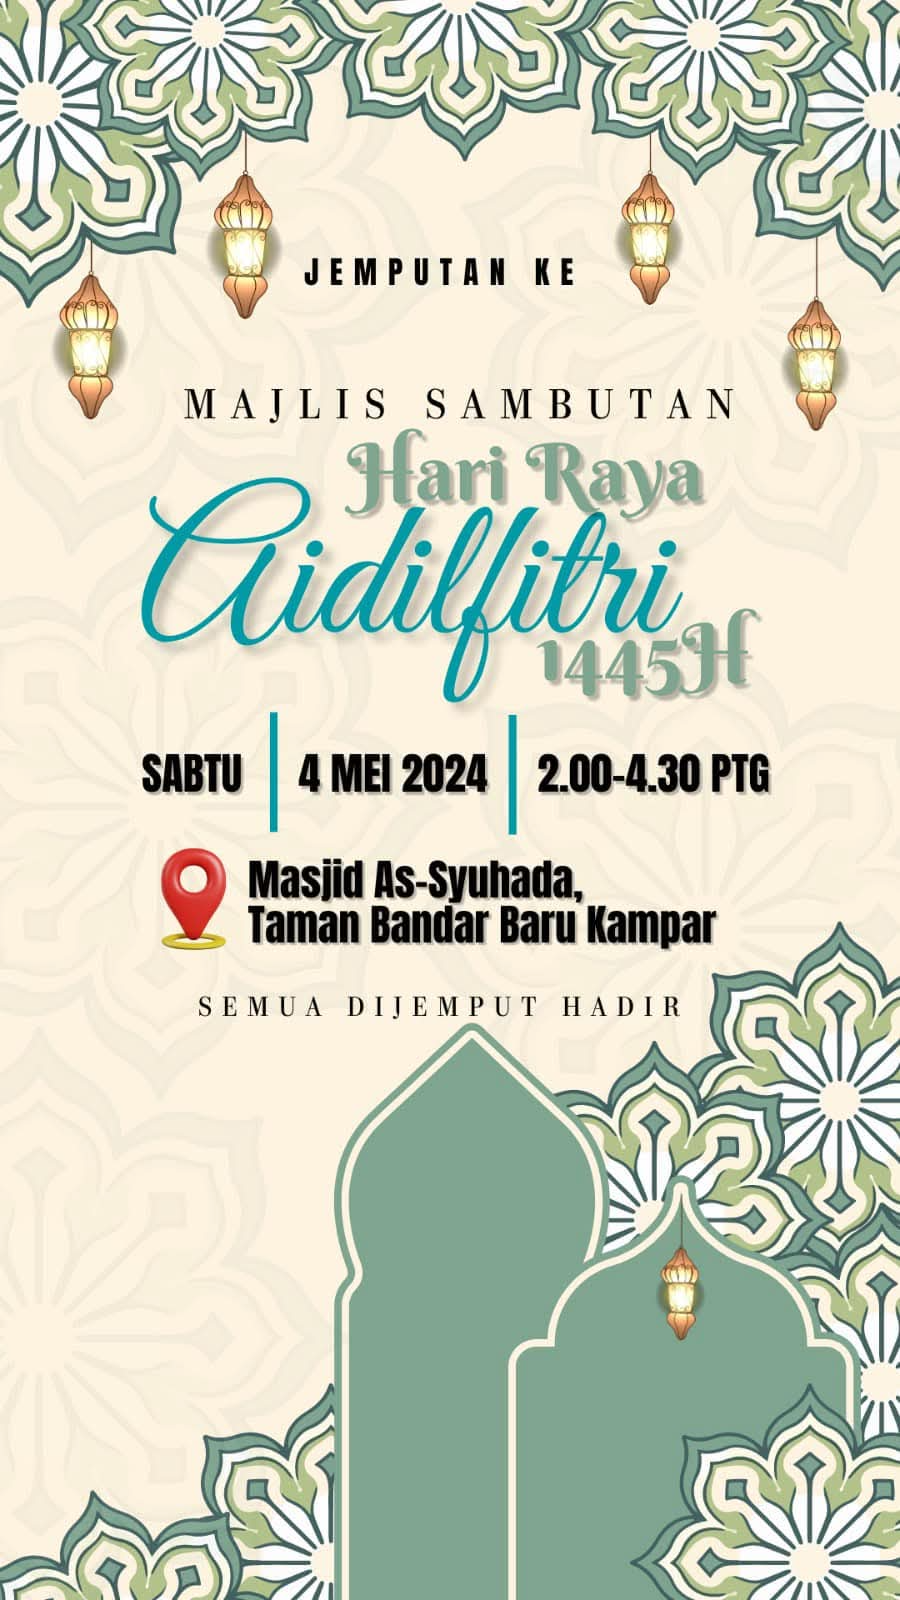 JEMPUTAN KE
MAJLIS SAMBUTAN
Hari Raya
Aidilfitri
1445H
SABTU 4 MEI 2024 2.00-4.30 PTG
Masjid As-Syuhada,
Taman Bandar Baru Kampar
SEMUA DIJEMPUT HADIR